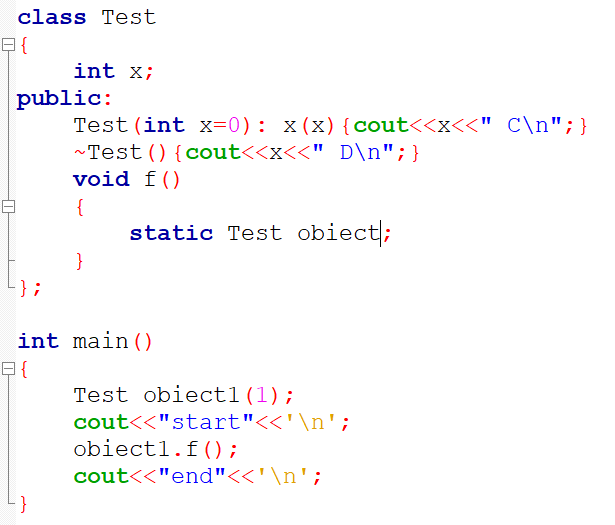 class Test
{
    int x;
public:
    Test(int x=0): x(x){cout<<x<<" C\n";}
    ~Test(){cout<<x<<" D\n";}
    void f()
    {
        static Test obiect;
    }
};

int main()
{
    Test obiect1(1);
    cout<<"start"<<'\n';
    obiect1.f();
    cout<<"end"<<'\n';
}